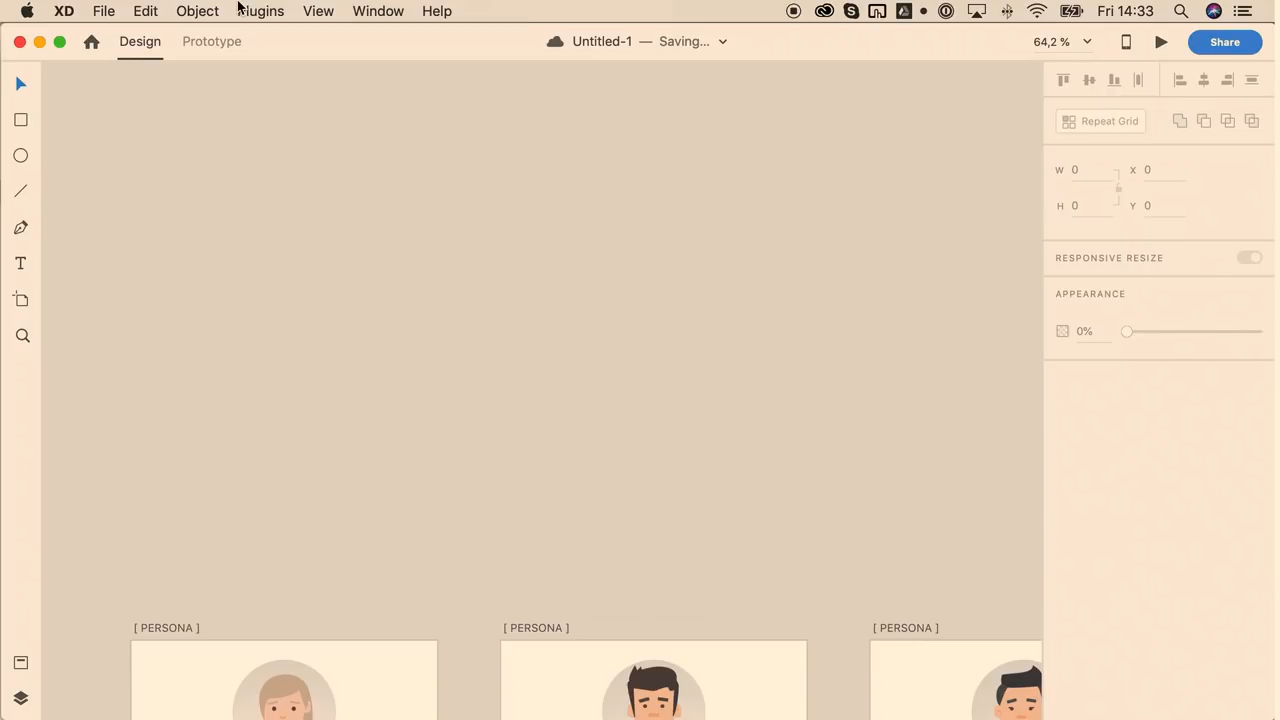 XD File Edit Object Plugins View Window Help Fri 14:33
Design Prototype Untitled-1 — Saving... 64,2 % Share
Repeat Grid
W 0 X 0
H 0 Y 0
RESPONSIVE RESIZE
APPEARANCE
0%
[ PERSONA ] [ PERSONA ] [ PERSONA ]